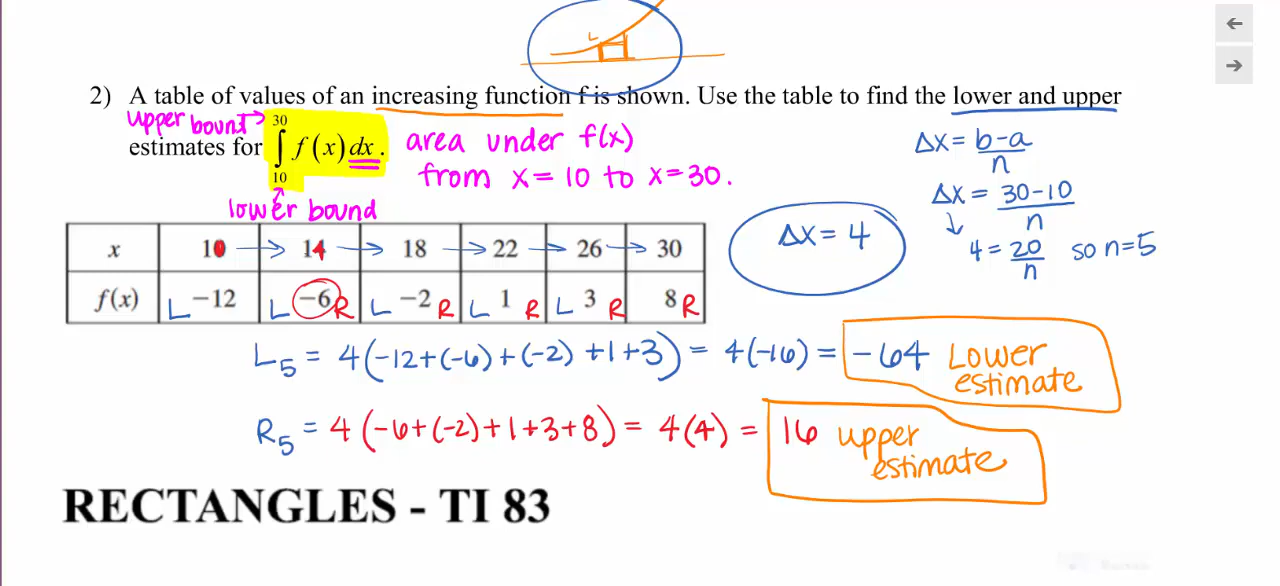 L
2) A table of values of an increasing function f is shown. Use the table to find the lower and upper
estimates for ∫₁₀³⁰ f(x) dx.
upper bound
lower bound
area under f(x)
from x = 10 to x = 30.
Δx = b-a/n
Δx = 30-10/n
4 = 20/n so n=5
Δx = 4
x 10 14 18 22 26 30
f(x) L -12 L -6 R L -2 R L 1 R L 3 R 8 R
L₅ = 4(-12+(-6)+(-2)+1+3) = 4(-16) = -64 Lower
estimate
R₅ = 4(-6+(-2)+1+3+8) = 4(4) = 16 upper
estimate
RECTANGLES - TI 83